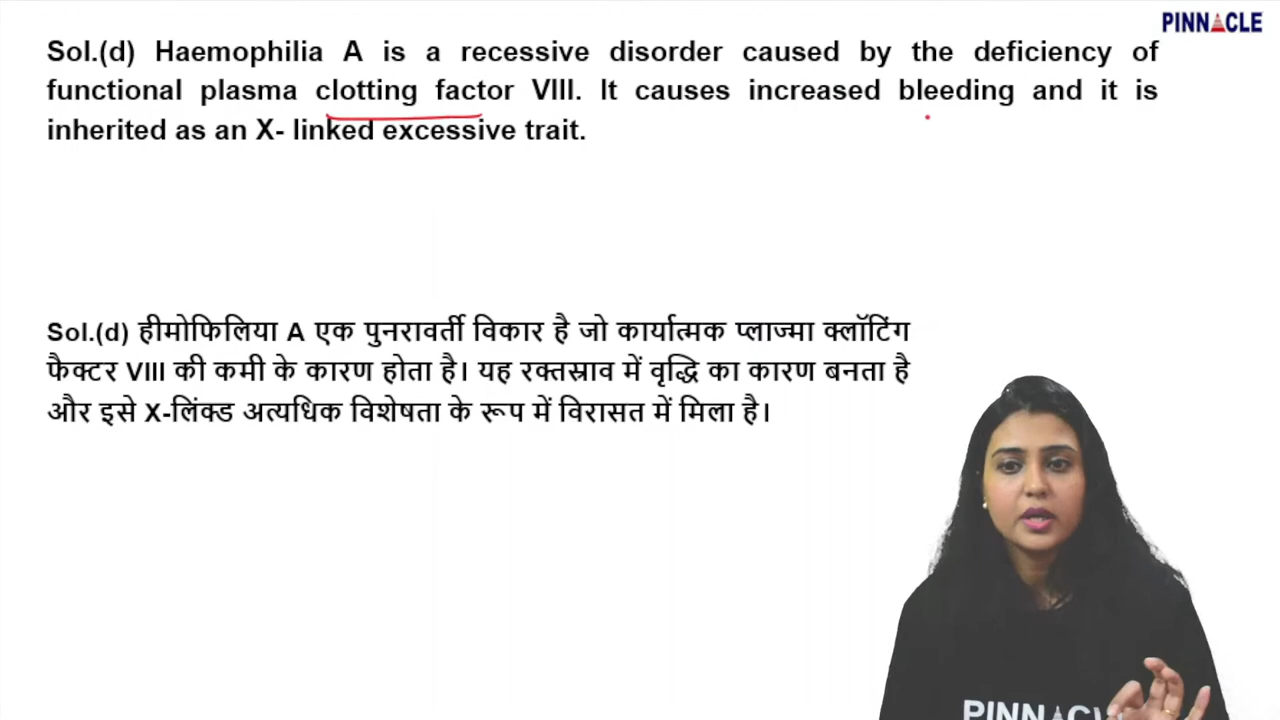 PINNACLE
Sol.(d) Haemophilia A is a recessive disorder caused by the deficiency of
functional plasma clotting factor VIII. It causes increased bleeding and it is
inherited as an X- linked excessive trait.
Sol.(d) हीमोफिलिया A एक पुनरावर्ती विकार है जो कार्यात्मक प्लाज्मा क्लॉटिंग
फैक्टर VIII की कमी के कारण होता है। यह रक्तस्राव में वृद्धि का कारण बनता है
और इसे X-लिंक्ड अत्यधिक विशेषता के रूप में विरासत में मिला है।